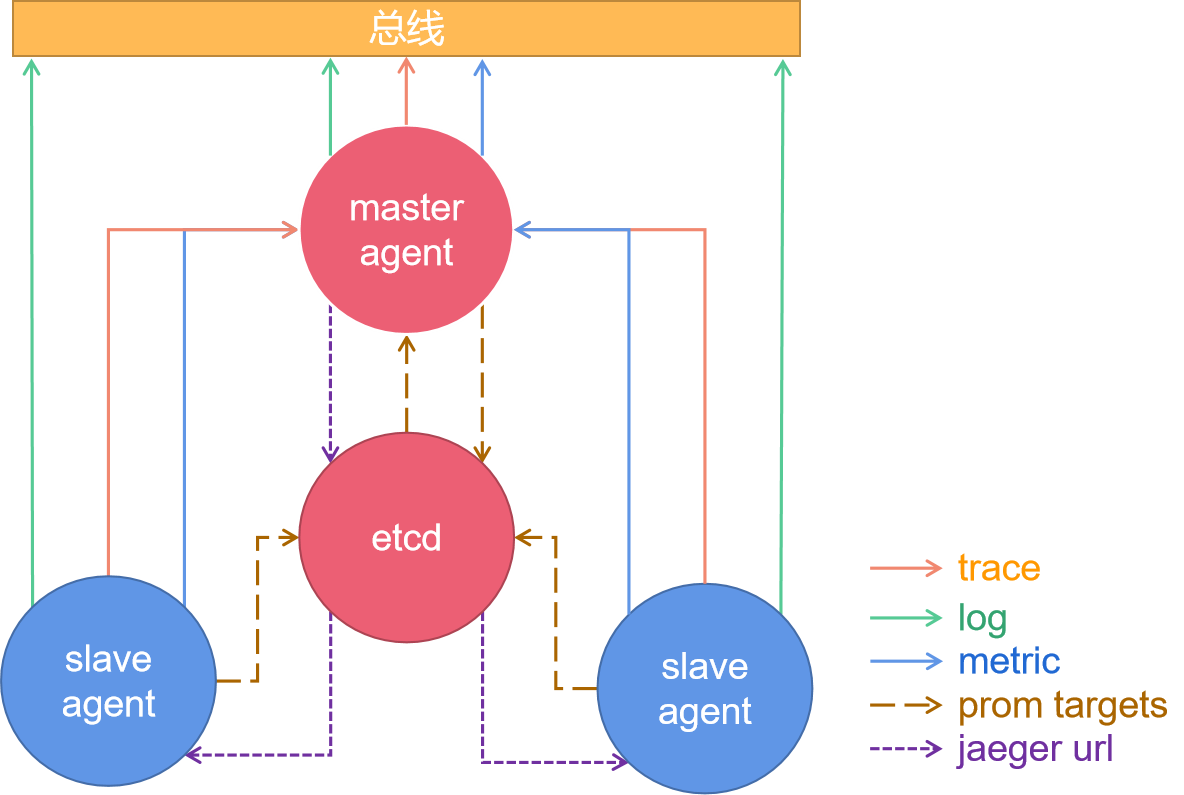 总线
master
agent
etcd
slave
agent
slave
agent
trace
log
metric
prom targets
jaeger url